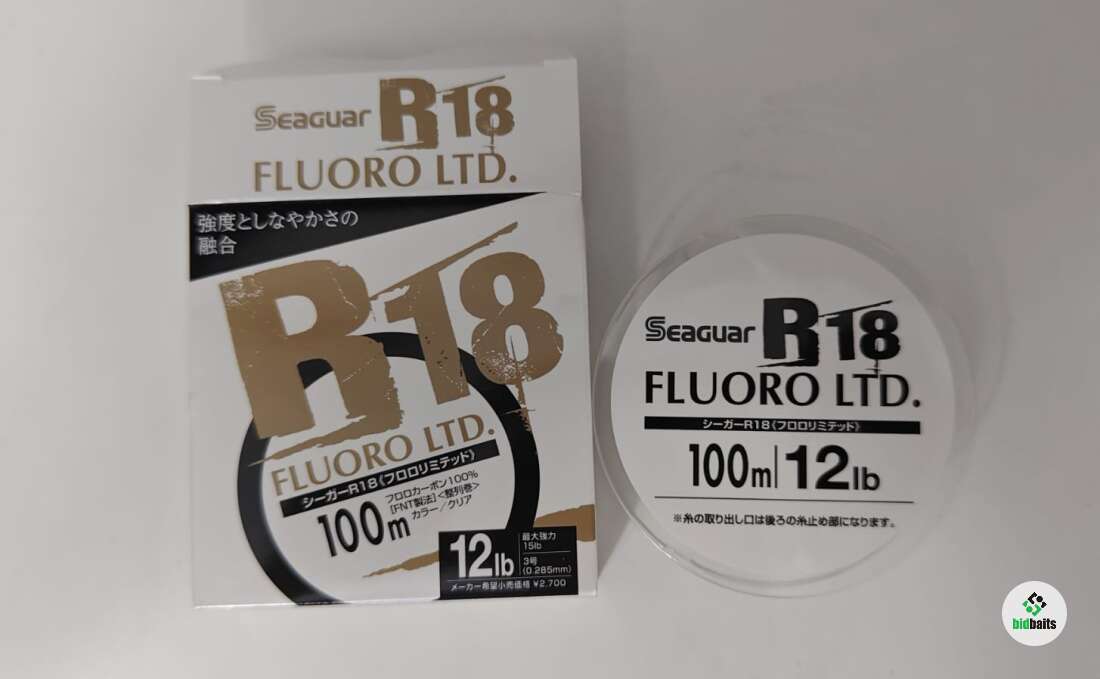 SEAGUAR R18
FLUORO LTD.
強度としなやかさの
融合
R18
FLUORO LTD.
シーガーR18《フロロリミテッド》
100m
フロロカーボン100%
[FNT製法]<整列巻>
カラー/クリア
12lb
最大強力
15lb
3号
(0.285mm)
メーカー希望小売価格 ¥2,700
SEAGUAR R18
FLUORO LTD.
シーガーR18《フロロリミテッド》
100m 12lb
※糸の取り出し口は後ろの糸止め部になります。
bidbaits